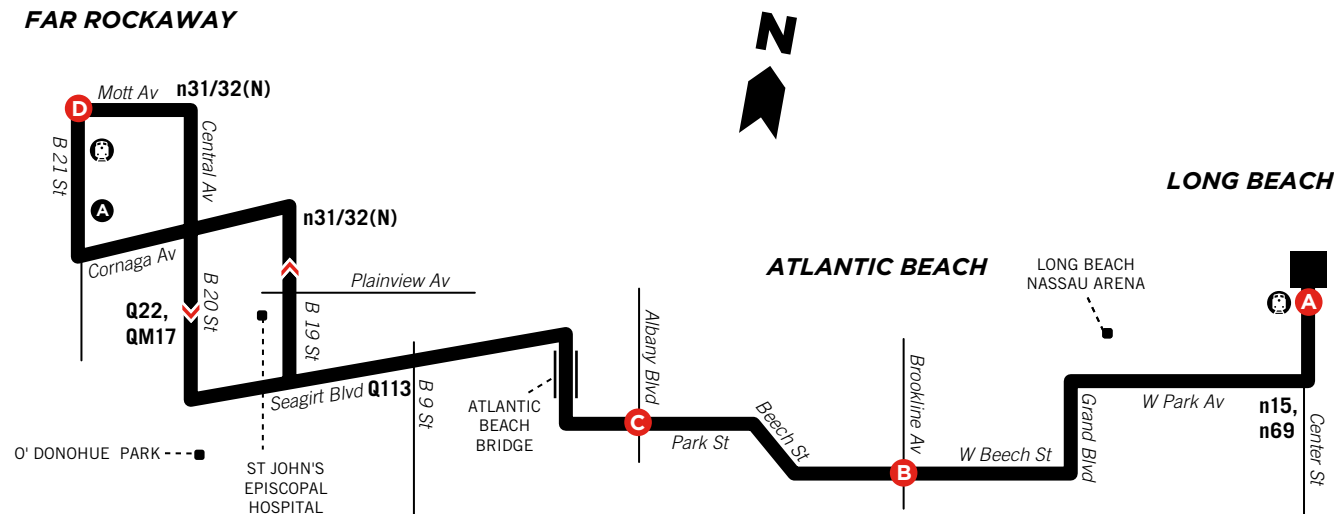 FAR ROCKAWAY
N
Mott Av
n31/32(N)
D
B 21 St
Central Av
A
Cornaga Av
n31/32(N)
Plainview Av
Q22,
QM17
B 20 St
B 19 St
Seagirt Blvd
Q113
B 9 St
O' DONOHUE PARK
ST JOHN'S
EPISCOPAL
HOSPITAL
ATLANTIC
BEACH
BRIDGE
Albany Blvd
C
Park St
Beech St
ATLANTIC BEACH
Brookline Av
B
W Beech St
Grand Blvd
LONG BEACH
NASSAU ARENA
LONG BEACH
A
W Park Av
n15,
n69
Center St